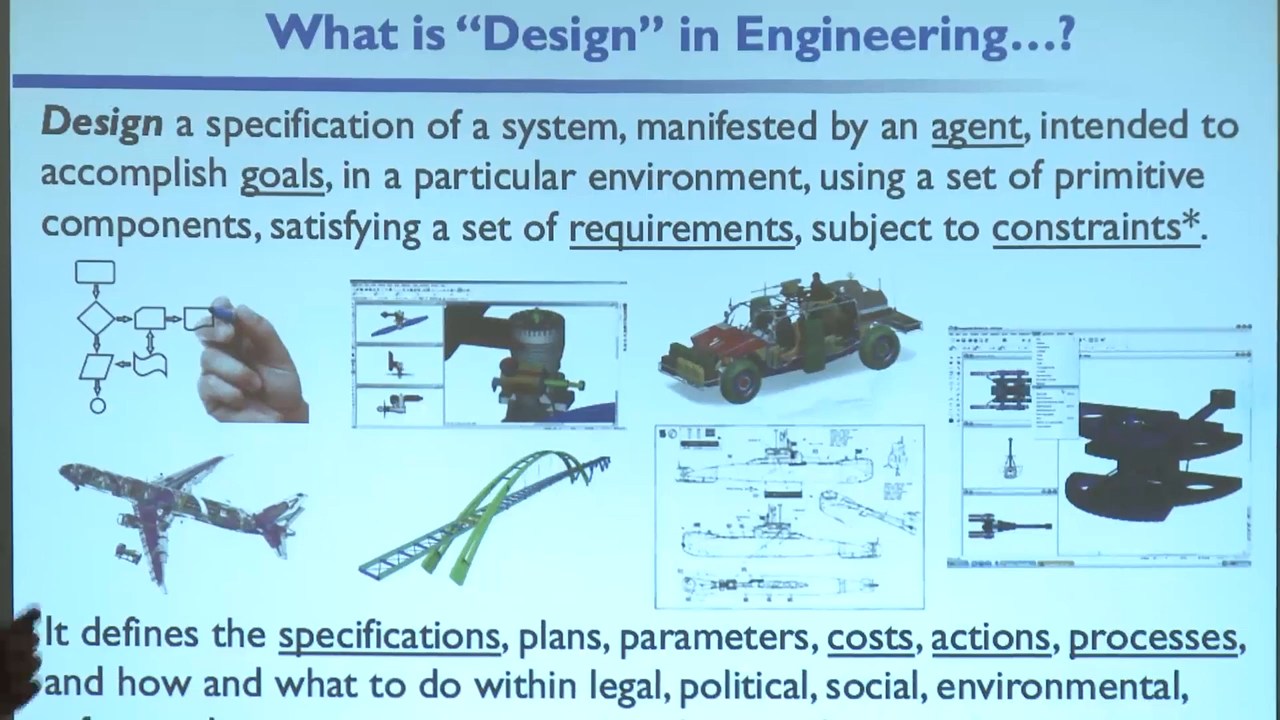 What is “Design” in Engineering…?
Design a specification of a system, manifested by an agent, intended to
accomplish goals, in a particular environment, using a set of primitive
components, satisfying a set of requirements, subject to constraints*.
It defines the specifications, plans, parameters, costs, actions, processes,
and how and what to do within legal, political, social, environmental,